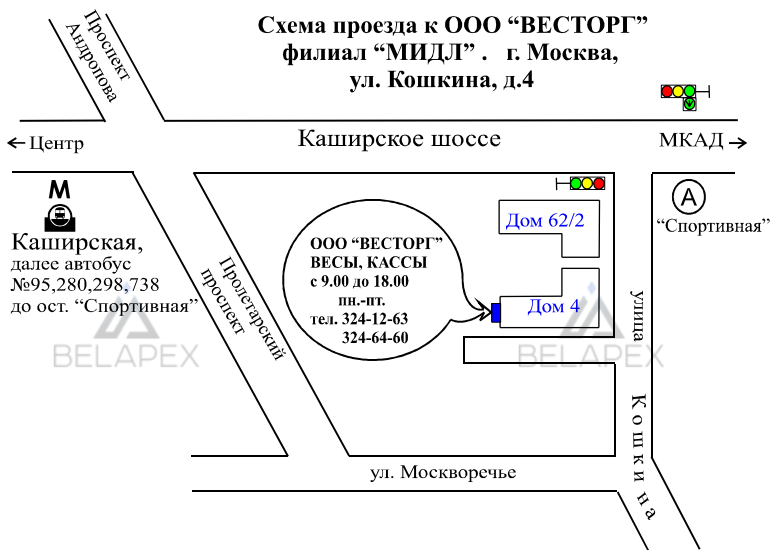 Схема проезда к ООО “ВЕСТОРГ”
филиал “МИДЛ” . г. Москва,
ул. Кошкина, д.4
Проспект
Андропова
Центр
Каширское шоссе
МКАД
М
Каширская,
далее автобус
№95,280,298,738
до ост. “Спортивная”
А
“Спортивная”
Дом 62/2
ООО “ВЕСТОРГ”
ВЕСЫ, КАССЫ
с 9.00 до 18.00
пн.-пт.
тел. 324-12-63
324-64-60
Дом 4
Пролетарский
проспект
улица
Кошкина
BELAPEX
BELAPEX
ул. Москворечье